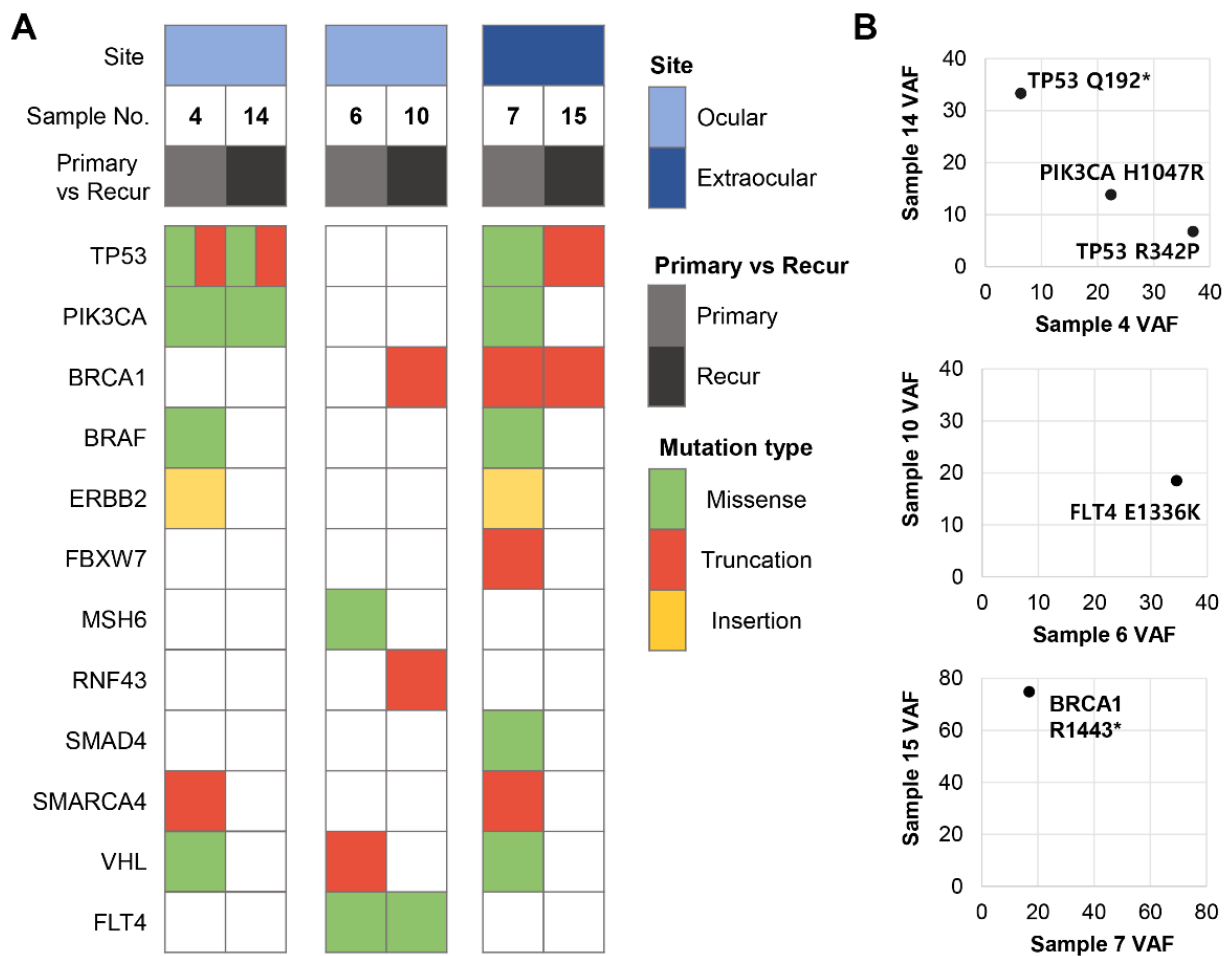 A
Site
Sample No.
4 14 6 10 7 15
Primary
vs Recur
TP53
PIK3CA
BRCA1
BRAF
ERBB2
FBXW7
MSH6
RNF43
SMAD4
SMARCA4
VHL
FLT4
Site
Ocular
Extraocular
Primary vs Recur
Primary
Recur
Mutation type
Missense
Truncation
Insertion
B
Sample 14 VAF
40
30
20
10
0
TP53 Q192*
PIK3CA H1047R
TP53 R342P
0 10 20 30 40
Sample 4 VAF
Sample 10 VAF
40
30
20
10
0
FLT4 E1336K
0 10 20 30 40
Sample 6 VAF
Sample 15 VAF
80
60
40
20
0
BRCA1
R1443*
0 20 40 60 80
Sample 7 VAF